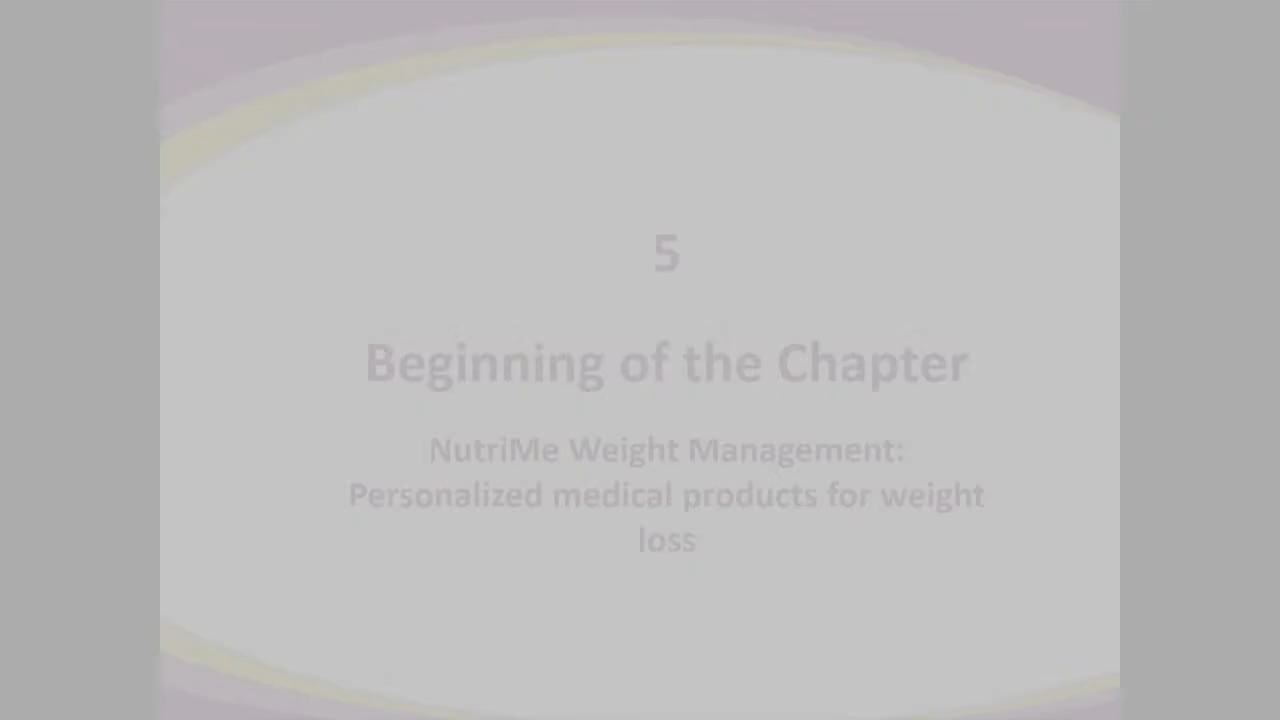 5
Beginning of the Chapter
NutriMe Weight Management:
Personalized medical products for weight
loss